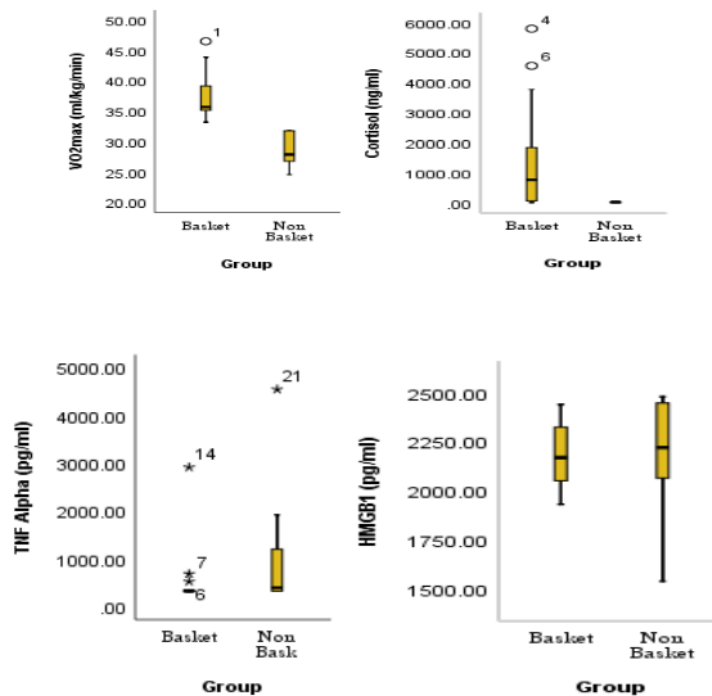 VO2max (ml/kg/min)
50.00
45.00
40.00
35.00
30.00
25.00
20.00
1
Basket
Non
Basket
Group
Cortisol (ng/ml)
6000.00
5000.00
4000.00
3000.00
2000.00
1000.00
.00
4
6
Basket
Non
Basket
Group
TNF Alpha (pg/ml)
5000.00
4000.00
3000.00
2000.00
1000.00
.00
14
7
6
21
Basket
Non
Bask
Group
HMGB1 (pg/ml)
2500.00
2250.00
2000.00
1750.00
1500.00
Basket
Non
Basket
Group